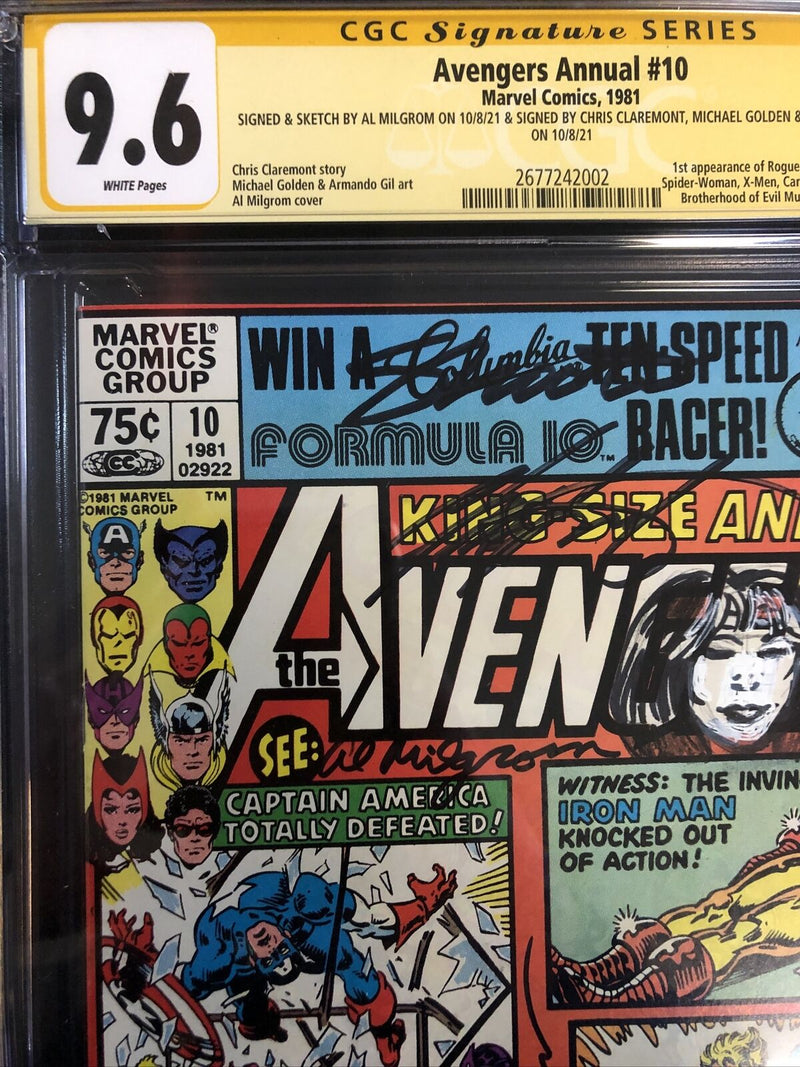 CGC Signature SERIES
9.6
WHITE Pages
Avengers Annual #10
Marvel Comics, 1981
SIGNED & SKETCH BY AL MILGROM ON 10/8/21 & SIGNED BY CHRIS CLAREMONT, MICHAEL GOLDEN &
ON 10/8/21
Chris Claremont story
Michael Golden & Armando Gil art
Al Milgrom cover
2677242002
1st appearance of Rogue
Spider-Woman, X-Men, Car
Brotherhood of Evil Mu
MARVEL®
COMICS
GROUP
75¢
10
1981
02922
CC
WIN A Columbia TEN-SPEED
FORMULA 10™ RACER!
©1981 MARVEL
COMICS GROUP
TM
KING-SIZE AN
the AVENG
SEE:
Al Milgrom
CAPTAIN AMERICA
TOTALLY DEFEATED!
WITNESS: THE INVIN
IRON MAN
KNOCKED OUT
OF ACTION!